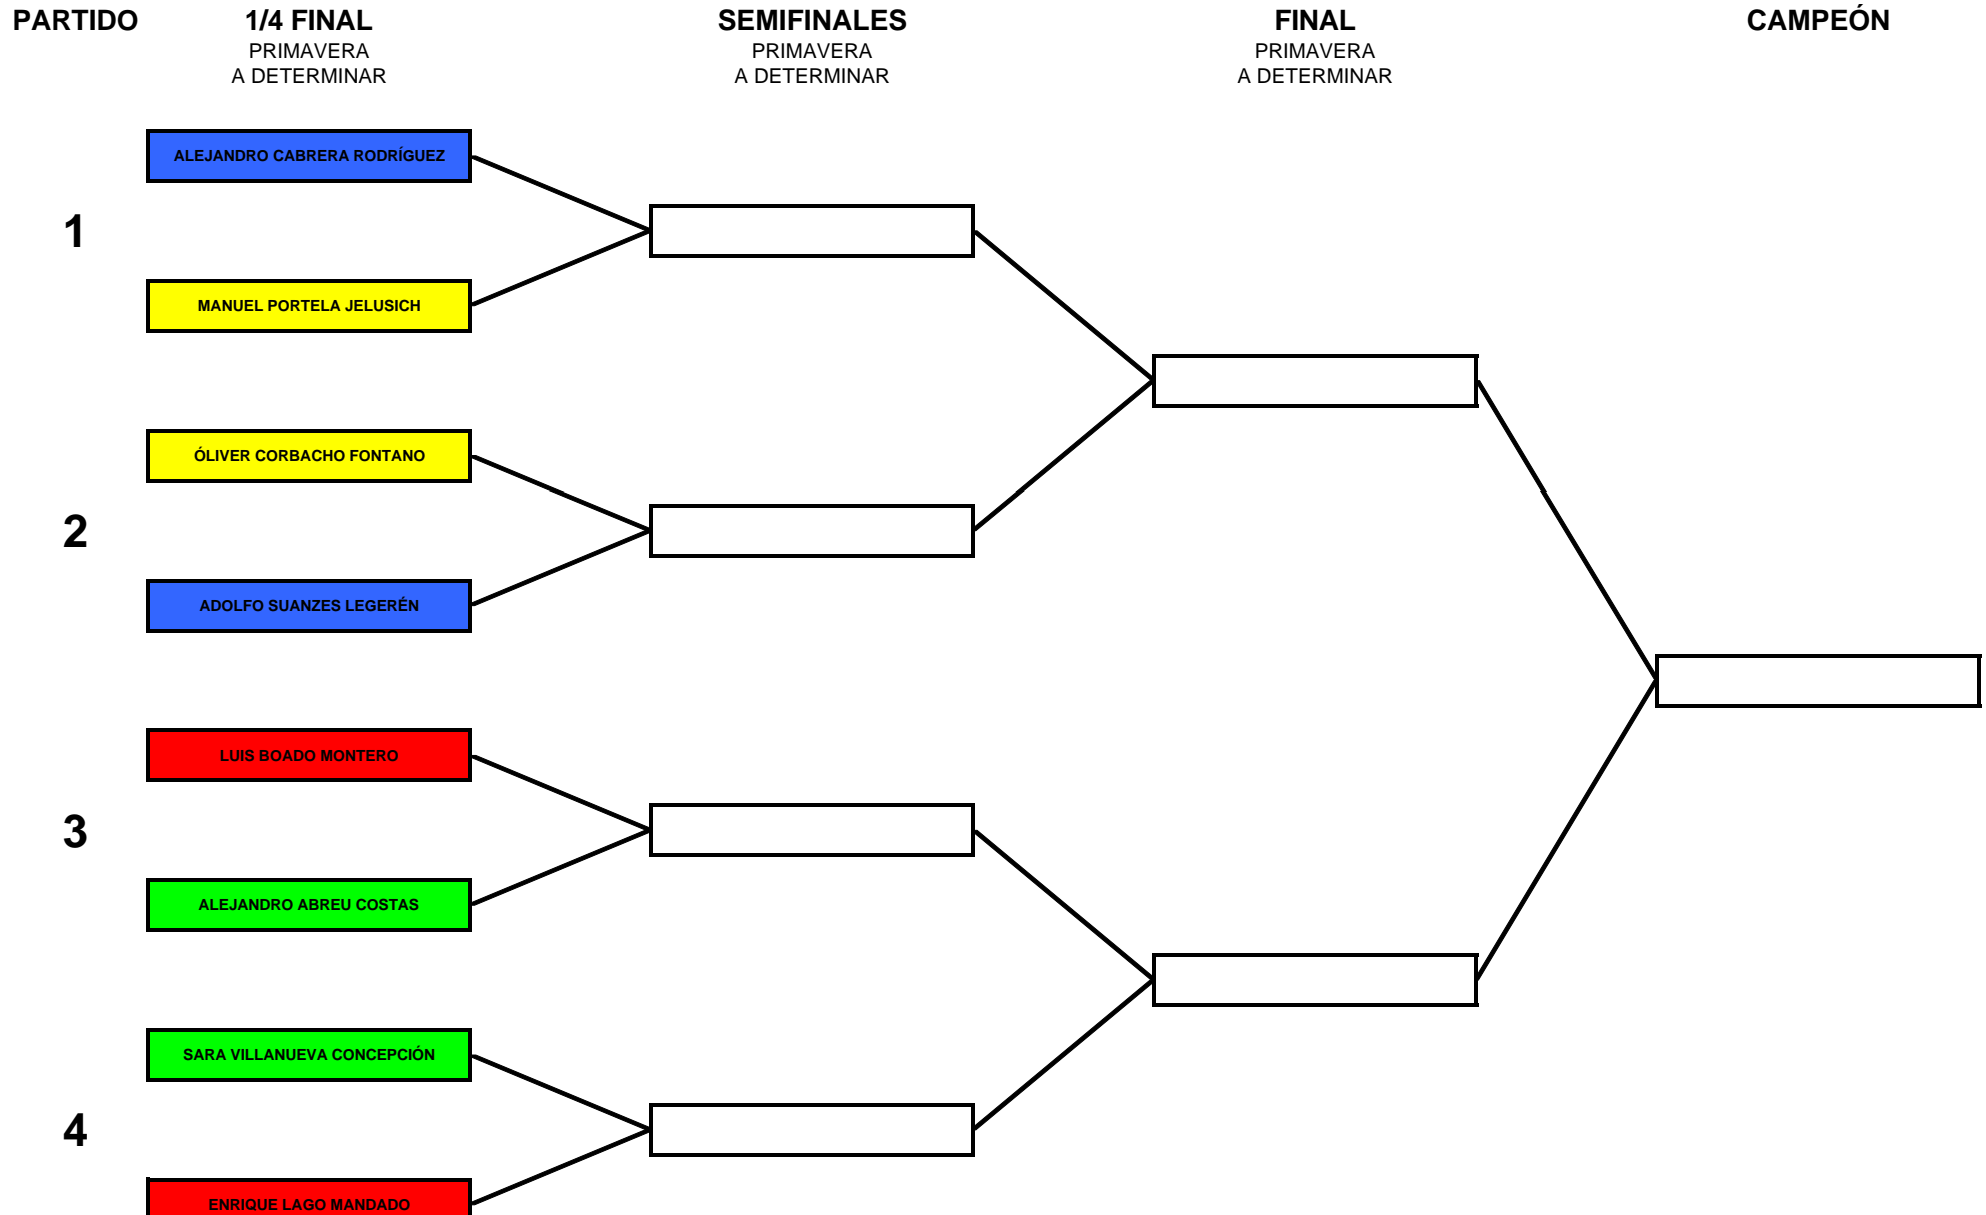 PARTIDO 1/4 FINAL SEMIFINALES FINAL CAMPEÓN
PRIMAVERA PRIMAVERA PRIMAVERA
A DETERMINAR A DETERMINAR A DETERMINAR
ALEJANDRO CABRERA RODRÍGUEZ
1
MANUEL PORTELA JELUSICH
ÓLIVER CORBACHO FONTANO
2
ADOLFO SUANZES LEGERÉN
LUIS BOADO MONTERO
3
ALEJANDRO ABREU COSTAS
SARA VILLANUEVA CONCEPCIÓN
4
ENRIQUE LAGO MANDADO